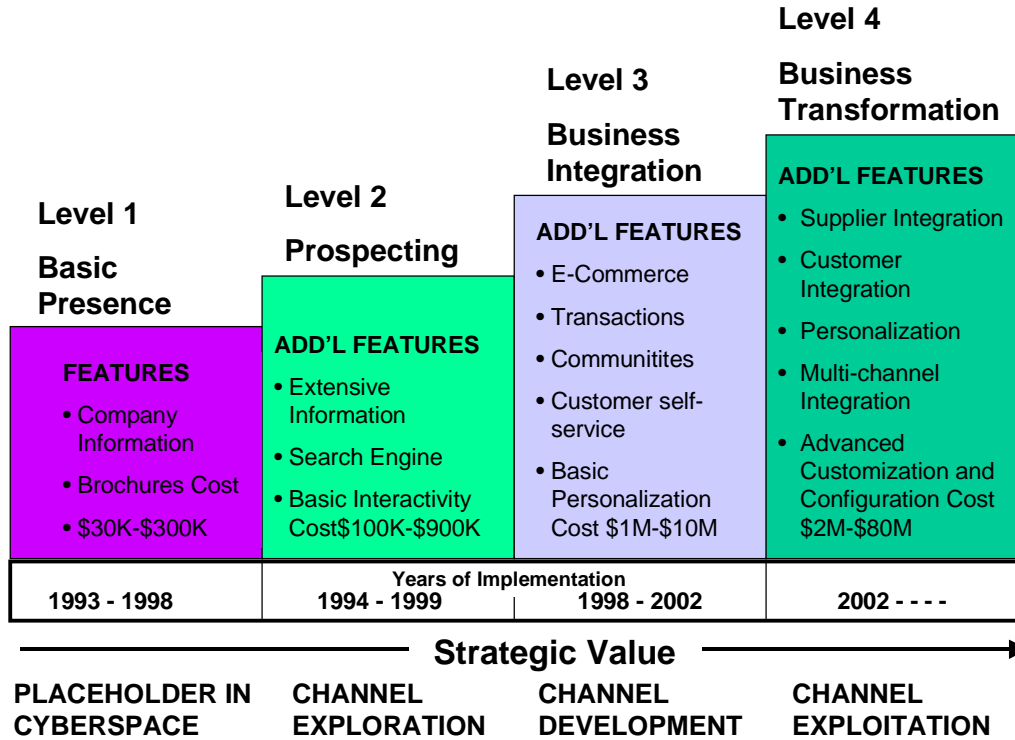 Level 1
Basic
Presence
FEATURES
• Company
Information
• Brochures Cost
• $30K-$300K
Level 2
Prospecting
ADD'L FEATURES
• Extensive
Information
• Search Engine
• Basic Interactivity
Cost$100K-$900K
Level 3
Business
Integration
ADD'L FEATURES
• E-Commerce
• Transactions
• Communitites
• Customer self-
service
• Basic
Personalization
Cost $1M-$10M
Level 4
Business
Transformation
ADD'L FEATURES
• Supplier Integration
• Customer
Integration
• Personalization
• Multi-channel
Integration
• Advanced
Customization and
Configuration Cost
$2M-$80M
Years of Implementation
1993 - 1998
1994 - 1999
1998 - 2002
2002 - - - -
Strategic Value
PLACEHOLDER IN
CYBERSPACE
CHANNEL
EXPLORATION
CHANNEL
DEVELOPMENT
CHANNEL
EXPLOITATION